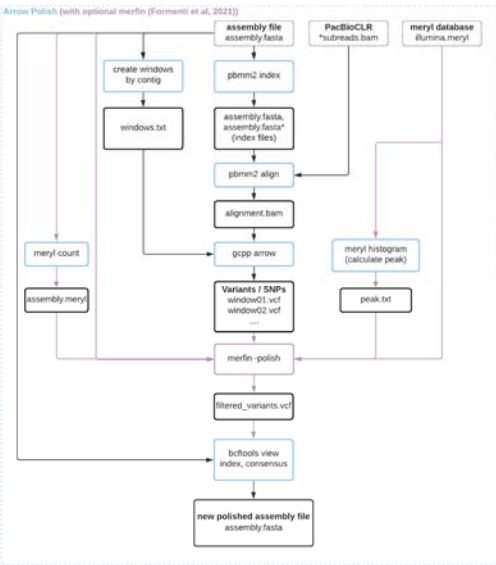 Arrow Polish (with optional merfin (Formenti et al, 2021))
assembly file
assembly.fasta
PacBioCLR
*subreads.bam
meryl database
illumina.meryl
create windows
by contig
pbmm2 index
windows.txt
assembly.fasta,
assembly.fasta*
(index files)
pbmm2 align
alignment.bam
meryl count
gcpp arrow
meryl histogram
(calculate peak)
assembly.meryl
Variants / SNPs
window01.vcf
window02.vcf
....
peak.txt
merfin -polish
filtered_variants.vcf
bcftools view
index, consensus
new polished assembly file
assembly.fasta